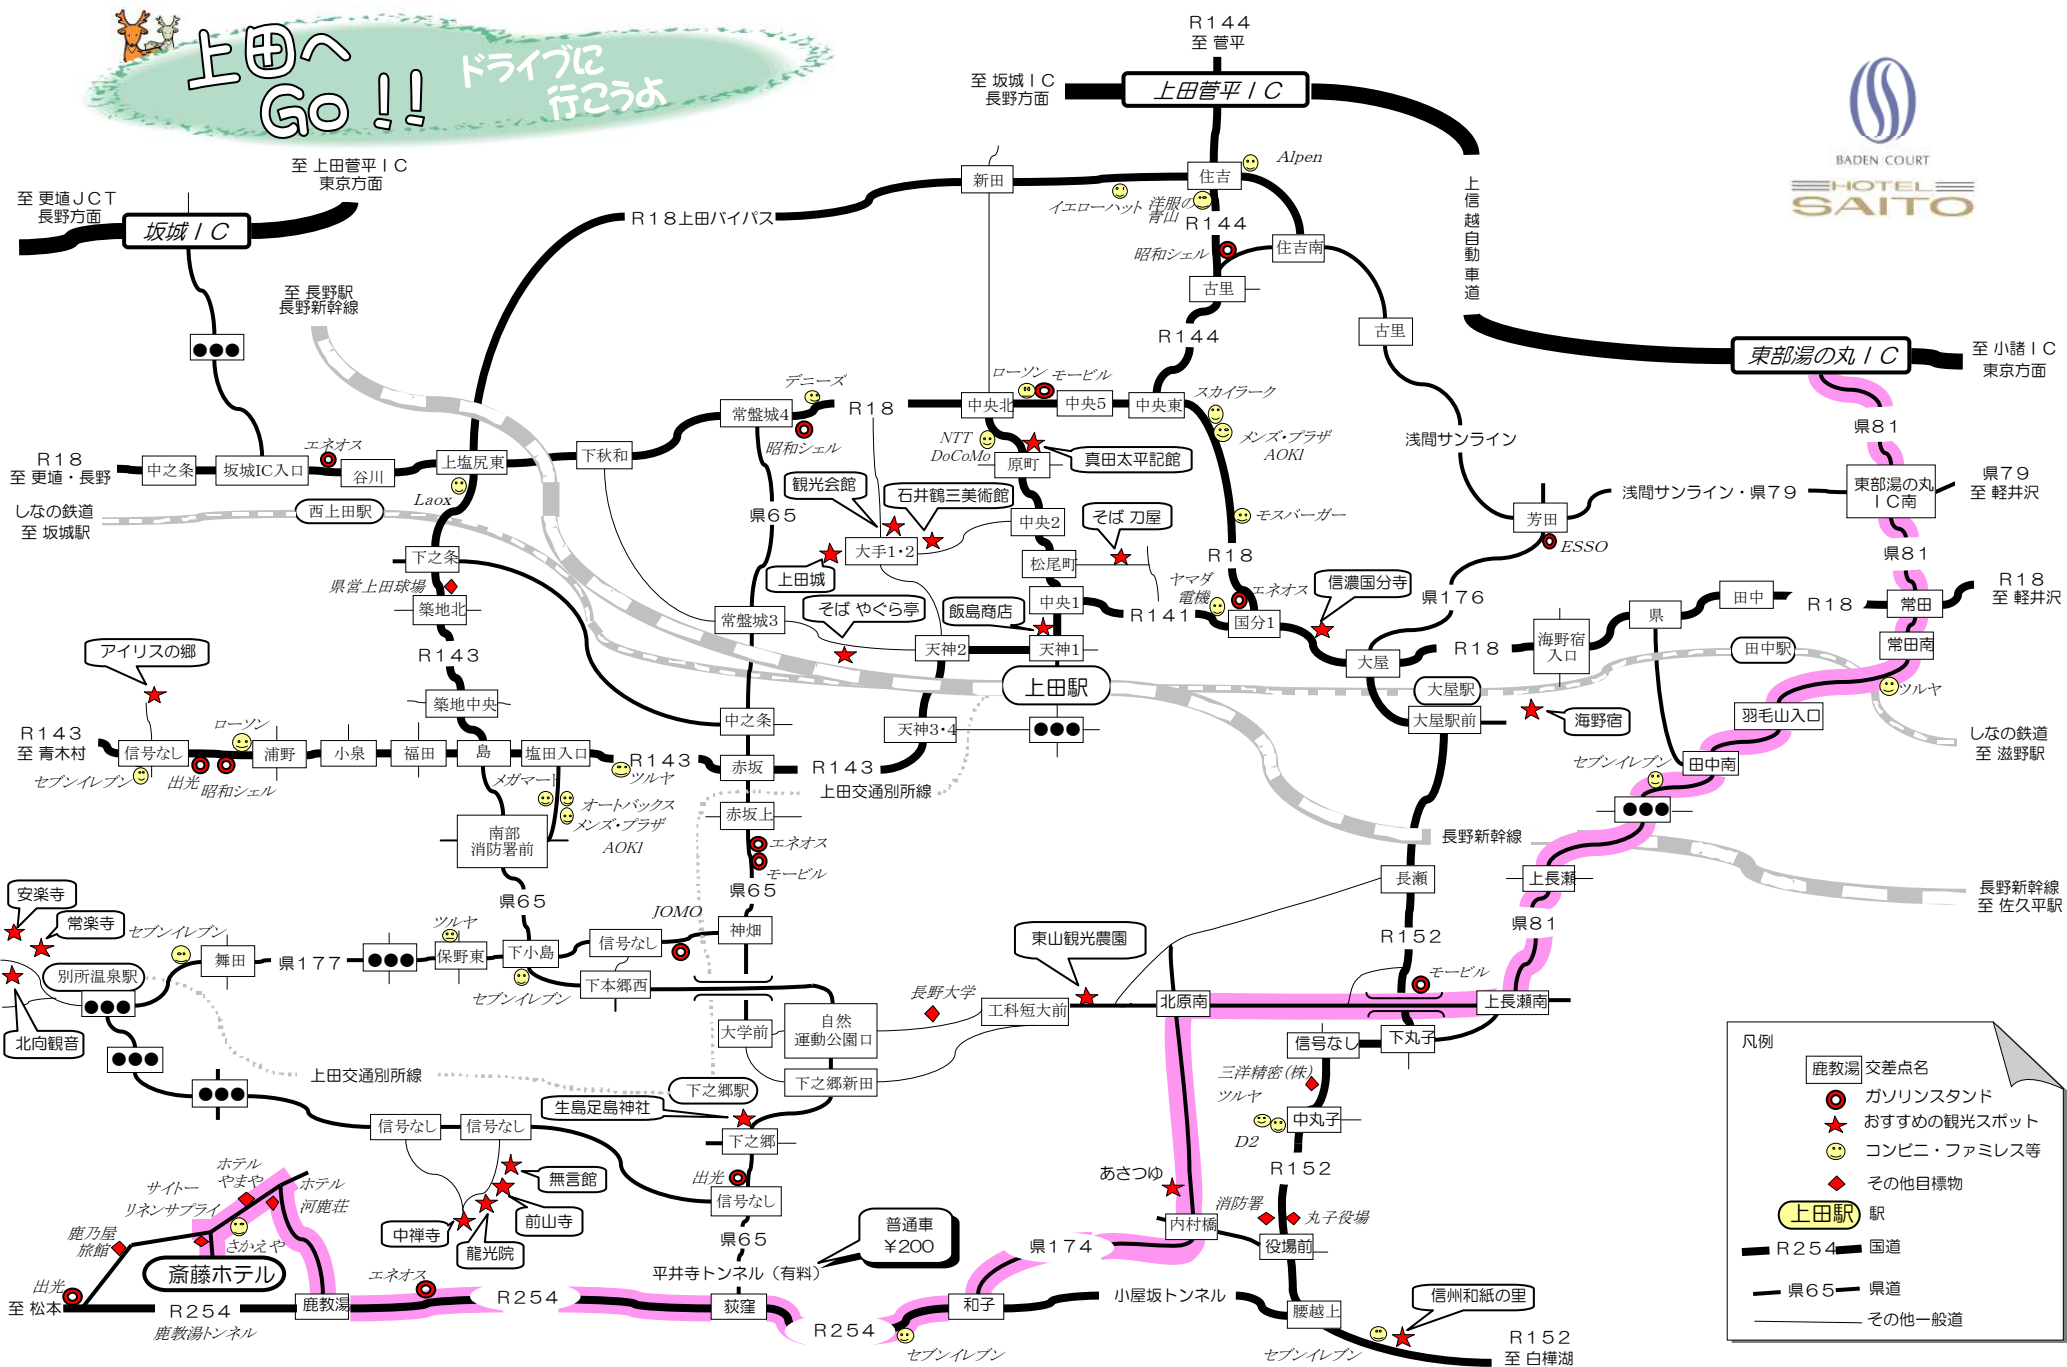 上田へ
Go !!
ドライブに
行こうよ
R144
至 菅平
至 坂城IC
長野方面
上田菅平IC
BADEN COURT
HOTEL
SAITO
至 上田菅平IC
東京方面
至 更埴JCT
長野方面
坂城IC
R18上田バイパス
新田
住吉
Alpen
イエローハット
洋服の
青山
R144
昭和シェル
住吉南
古里
上信越自動車道
至 長野駅
長野新幹線
R144
古里
東部湯の丸IC
至 小諸IC
東京方面
県81
デニーズ
常盤城4
R18
昭和シェル
ローソン
モービル
中央北
中央5
中央東
スカイラーク
メンズ・プラザ
AOKI
浅間サンライン
NTT
DoCoMo
原町
真田太平記館
R18
至 更埴・長野
中之条
坂城IC入口
エネオス
谷川
上塩尻東
Laox
下秋和
しなの鉄道
至 坂城駅
西上田駅
県65
観光会館
石井鶴三美術館
大手1・2
上田城
中央2
そば 刀屋
松尾町
モスバーガー
R18
浅間サンライン・県79
東部湯の丸
IC南
県79
至 軽井沢
芳田
ESSO
県81
下之条
県営上田球場
築地北
R143
そば やぐら亭
常盤城3
飯島商店
中央1
R141
ヤマダ
電機
エネオス
国分1
信濃国分寺
県176
大屋
R18
海野宿
入口
県
田中
R18
常田
R18
至 軽井沢
常田南
田中駅
ツルヤ
アイリスの郷
天神2
天神1
上田駅
大屋駅
大屋駅前
海野宿
羽毛山入口
しなの鉄道
至 滋野駅
築地中央
中之条
天神3・4
R143
至 青木村
信号なし
セブンイレブン
出光
昭和シェル
ローソン
浦野
小泉
福田
島
塩田入口
R143
ツルヤ
赤坂
R143
上田交通別所線
メガマート
オートバックス
メンズ・プラザ
AOKI
赤坂上
エネオス
モービル
県65
セブンイレブン
田中南
南部
消防署前
県65
長野新幹線
上長瀬
長野新幹線
至 佐久平駅
長瀬
県81
R152
安楽寺
常楽寺
セブンイレブン
別所温泉駅
北向観音
舞田
県177
ツルヤ
保野東
下小島
セブンイレブン
信号なし
JOMO
神畑
下本郷西
東山観光農園
長野大学
工科短大前
北原南
モービル
上長瀬南
大学前
自然
運動公園口
信号なし
下丸子
上田交通別所線
下之郷駅
下之郷新田
生島足島神社
下之郷
三洋精密(株)
ツルヤ
中丸子
D2
R152
信号なし
信号なし
無言館
前山寺
龍光院
中禅寺
出光
信号なし
あさつゆ
消防署
丸子役場
内村橋
役場前
ホテル
やまや
サイトー
リネンサプライ
ホテル
河鹿荘
さかえや
鹿乃屋
旅館
斎藤ホテル
県65
普通車
¥200
平井寺トンネル(有料)
県174
出光
至 松本
R254
鹿教湯トンネル
鹿教湯
エネオス
R254
荻窪
R254
セブンイレブン
和子
小屋坂トンネル
腰越上
セブンイレブン
信州和紙の里
R152
至 白樺湖
凡例
鹿教湯 交差点名
ガソリンスタンド
おすすめの観光スポット
コンビニ・ファミレス等
その他目標物
上田駅 駅
R254 国道
県65 県道
その他一般道